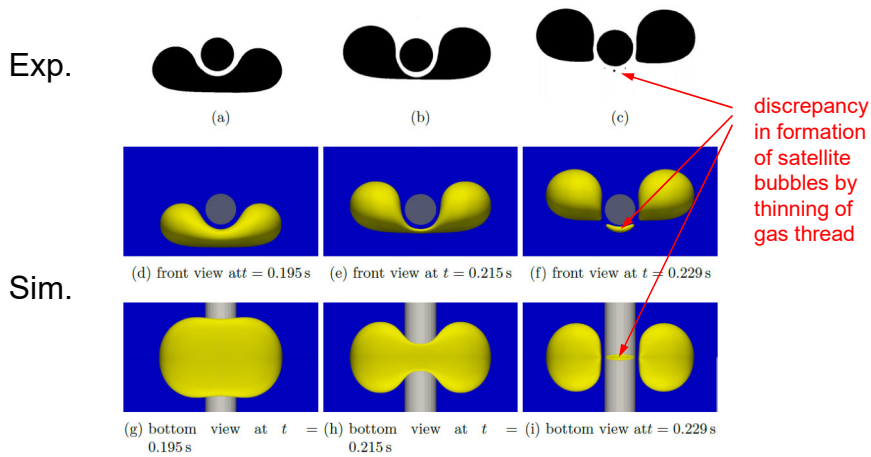 Exp.
(a)
(b)
(c)
discrepancy
in formation
of satellite
bubbles by
thinning of
gas thread
(d) front view at𝑡 = 0.195 s
(e) front view at 𝑡 = 0.215 s
(f) front view at 𝑡 = 0.229 s
Sim.
(g) bottom view at 𝑡 =
0.195 s
(h) bottom view at 𝑡 =
0.215 s
(i) bottom view at𝑡 = 0.229 s